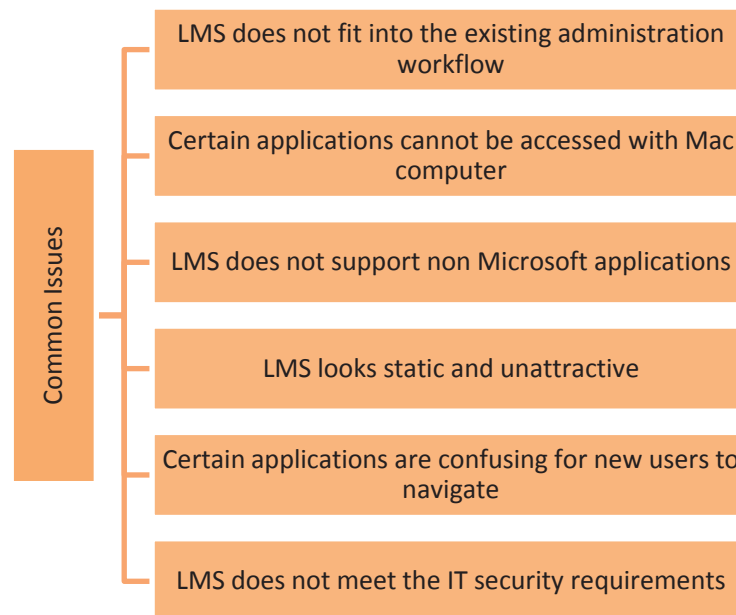 Common Issues
LMS does not fit into the existing administration
workflow
Certain applications cannot be accessed with Mac
computer
LMS does not support non Microsoft applications
LMS looks static and unattractive
Certain applications are confusing for new users to
navigate
LMS does not meet the IT security requirements